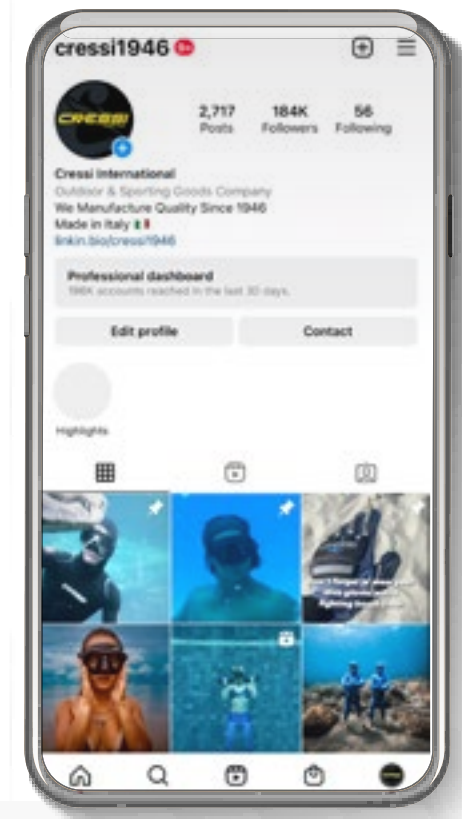 cressi1946 9+
CRESSI
2,717 184K 56
Posts Followers Following
Cressi International
Outdoor & Sporting Goods Company
We Manufacture Quality Since 1946
Made in Italy 🇮🇹
linkin.bio/cressi1946
Professional dashboard
198K accounts reached in the last 30 days.
Edit profile Contact
Highlights